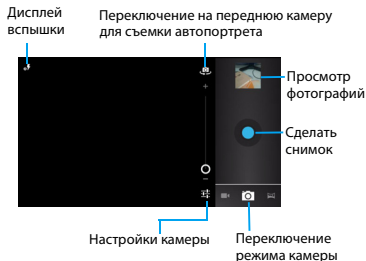 Дисплей
вспышки
Переключение на переднюю камеру
для съемки автопортрета
Просмотр
фотографий
Сделать
снимок
Настройки камеры
Переключение
режима камеры